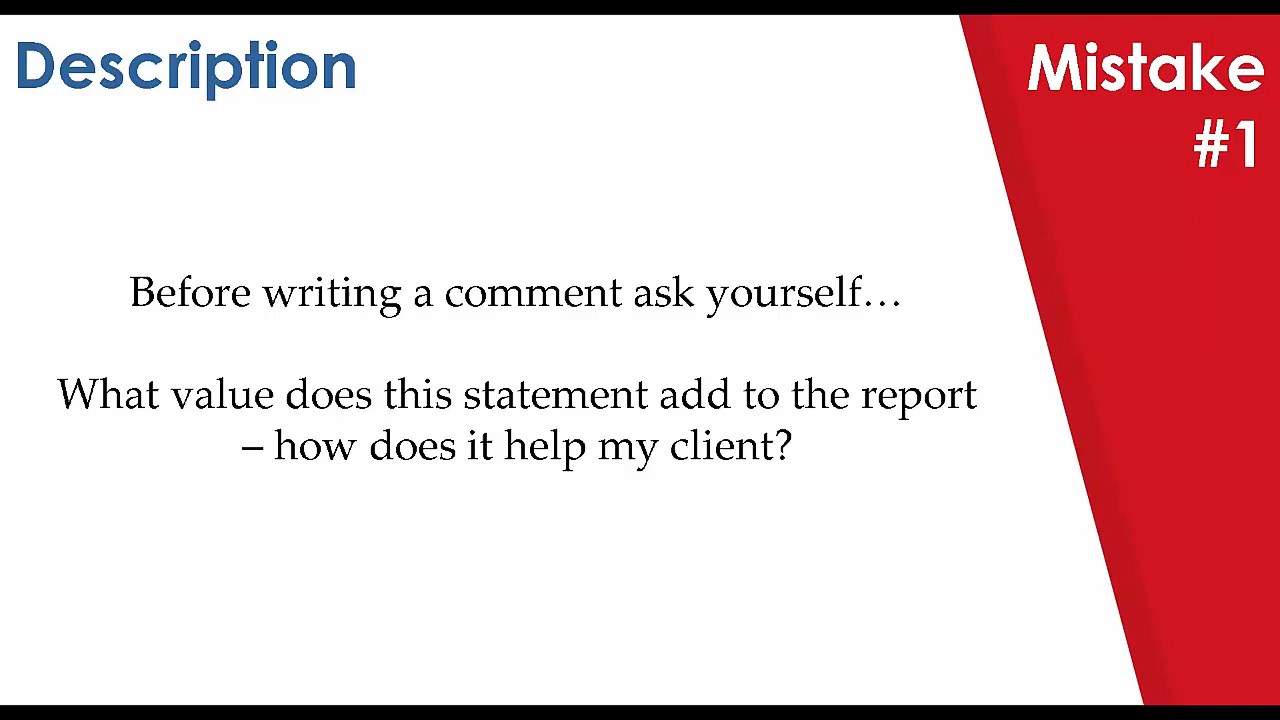 Description
Mistake
#1
Before writing a comment ask yourself…
What value does this statement add to the report
– how does it help my client?